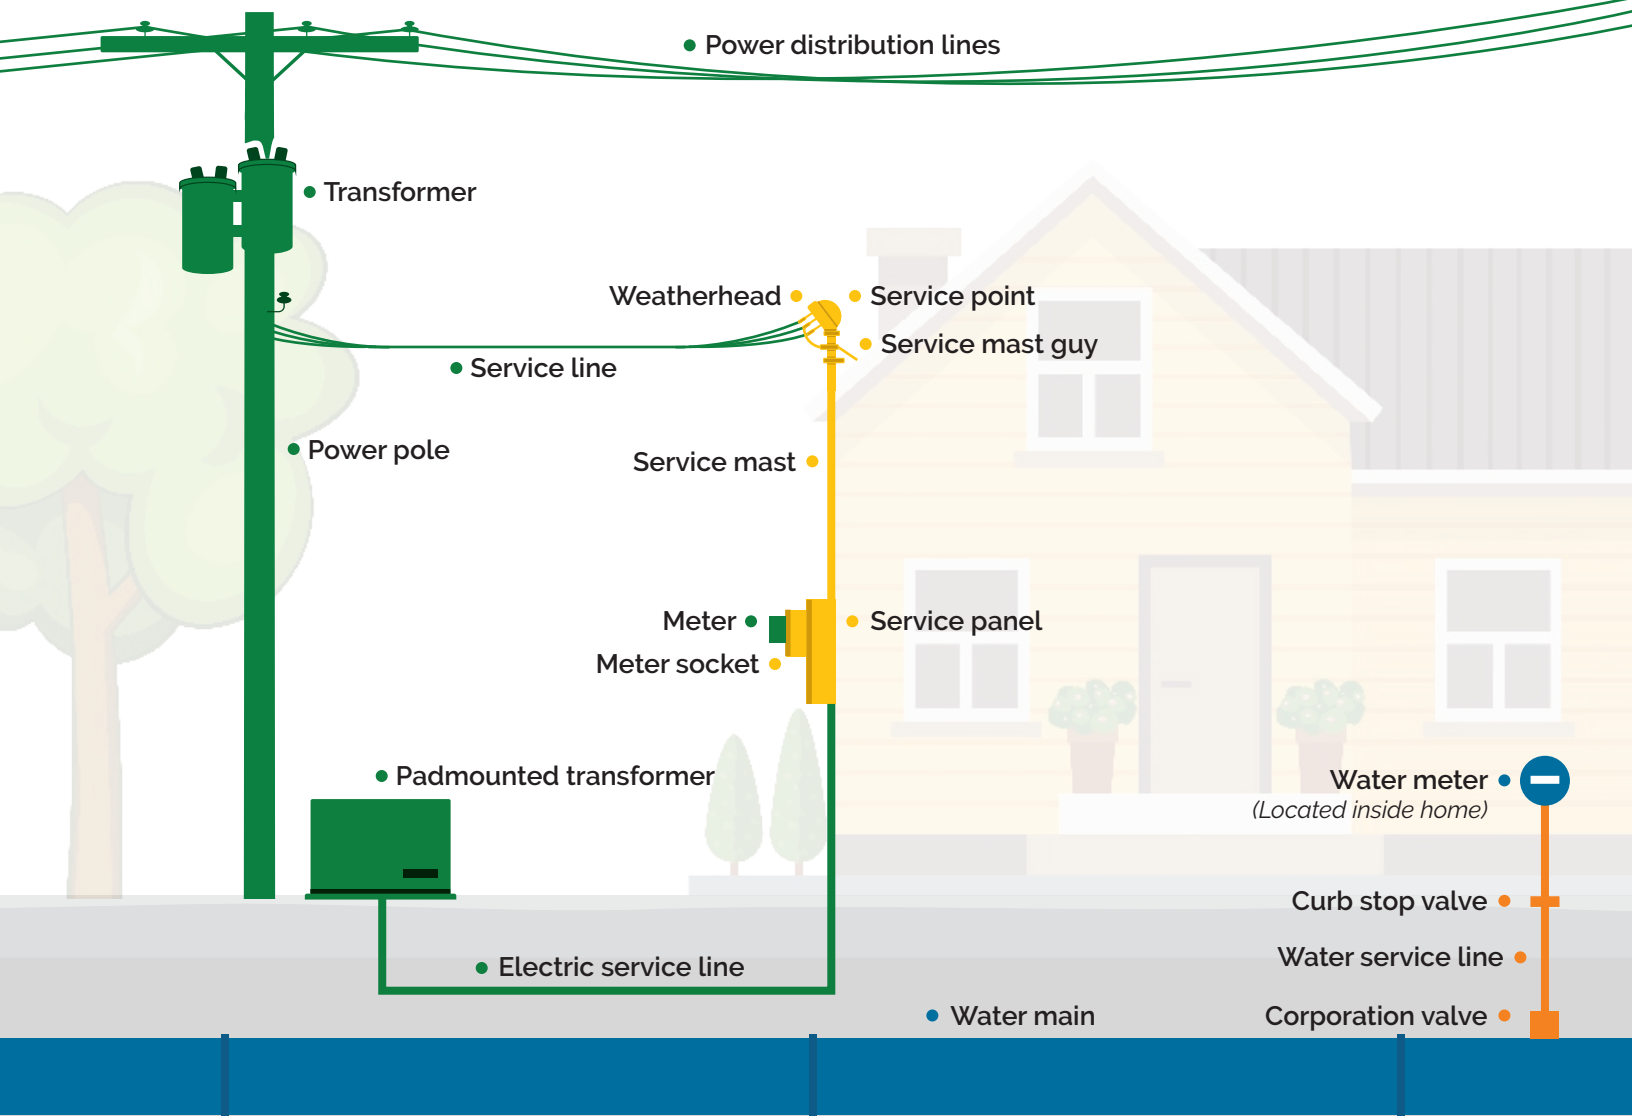 Power distribution lines
Transformer
Weatherhead
Service point
Service mast guy
Service line
Power pole
Service mast
Meter
Service panel
Meter socket
Padmounted transformer
Water meter
(Located inside home)
Curb stop valve
Water service line
Electric service line
Water main
Corporation valve